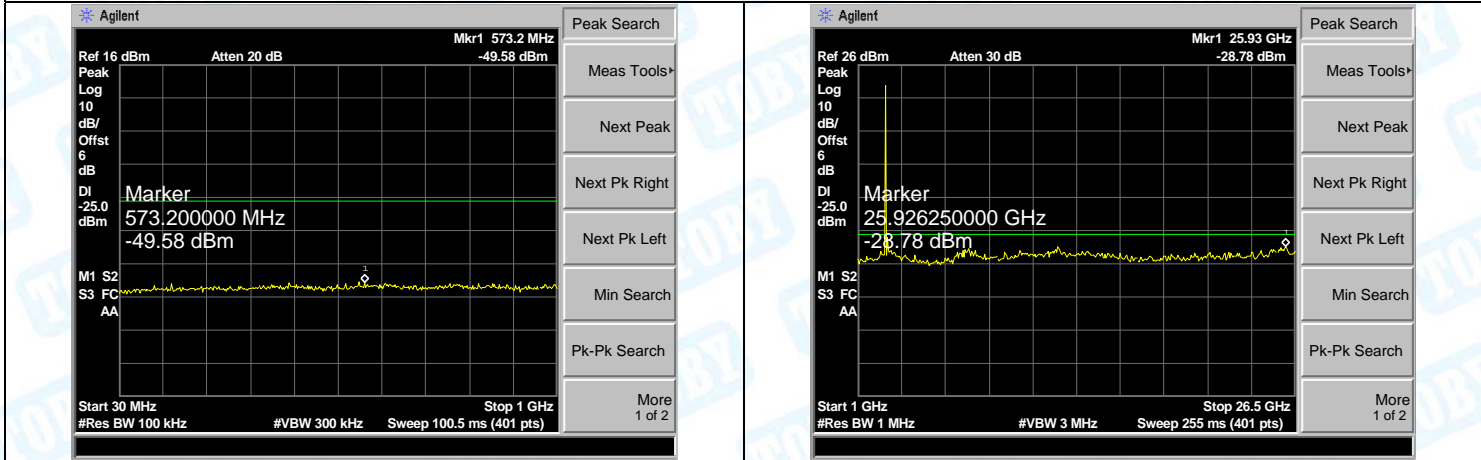 Agilent
Peak Search
Mkr1 573.2 MHz
Ref 16 dBm Atten 20 dB -49.58 dBm
Peak
Log
10
dB/
Offst
6
dB
DI
-25.0
dBm
Marker
573.200000 MHz
-49.58 dBm
1
M1 S2
S3 FC
AA
Start 30 MHz Stop 1 GHz
#Res BW 100 kHz #VBW 300 kHz Sweep 100.5 ms (401 pts)
Meas Tools
Next Peak
Next Pk Right
Next Pk Left
Min Search
Pk-Pk Search
More
1 of 2
Agilent
Peak Search
Mkr1 25.93 GHz
Ref 26 dBm Atten 30 dB -28.78 dBm
Peak
Log
10
dB/
Offst
6
dB
DI
-25.0
dBm
Marker
25.926250000 GHz
-28.78 dBm
1
M1 S2
S3 FC
AA
Start 1 GHz Stop 26.5 GHz
#Res BW 1 MHz #VBW 3 MHz Sweep 255 ms (401 pts)
Meas Tools
Next Peak
Next Pk Right
Next Pk Left
Min Search
Pk-Pk Search
More
1 of 2
TOBY